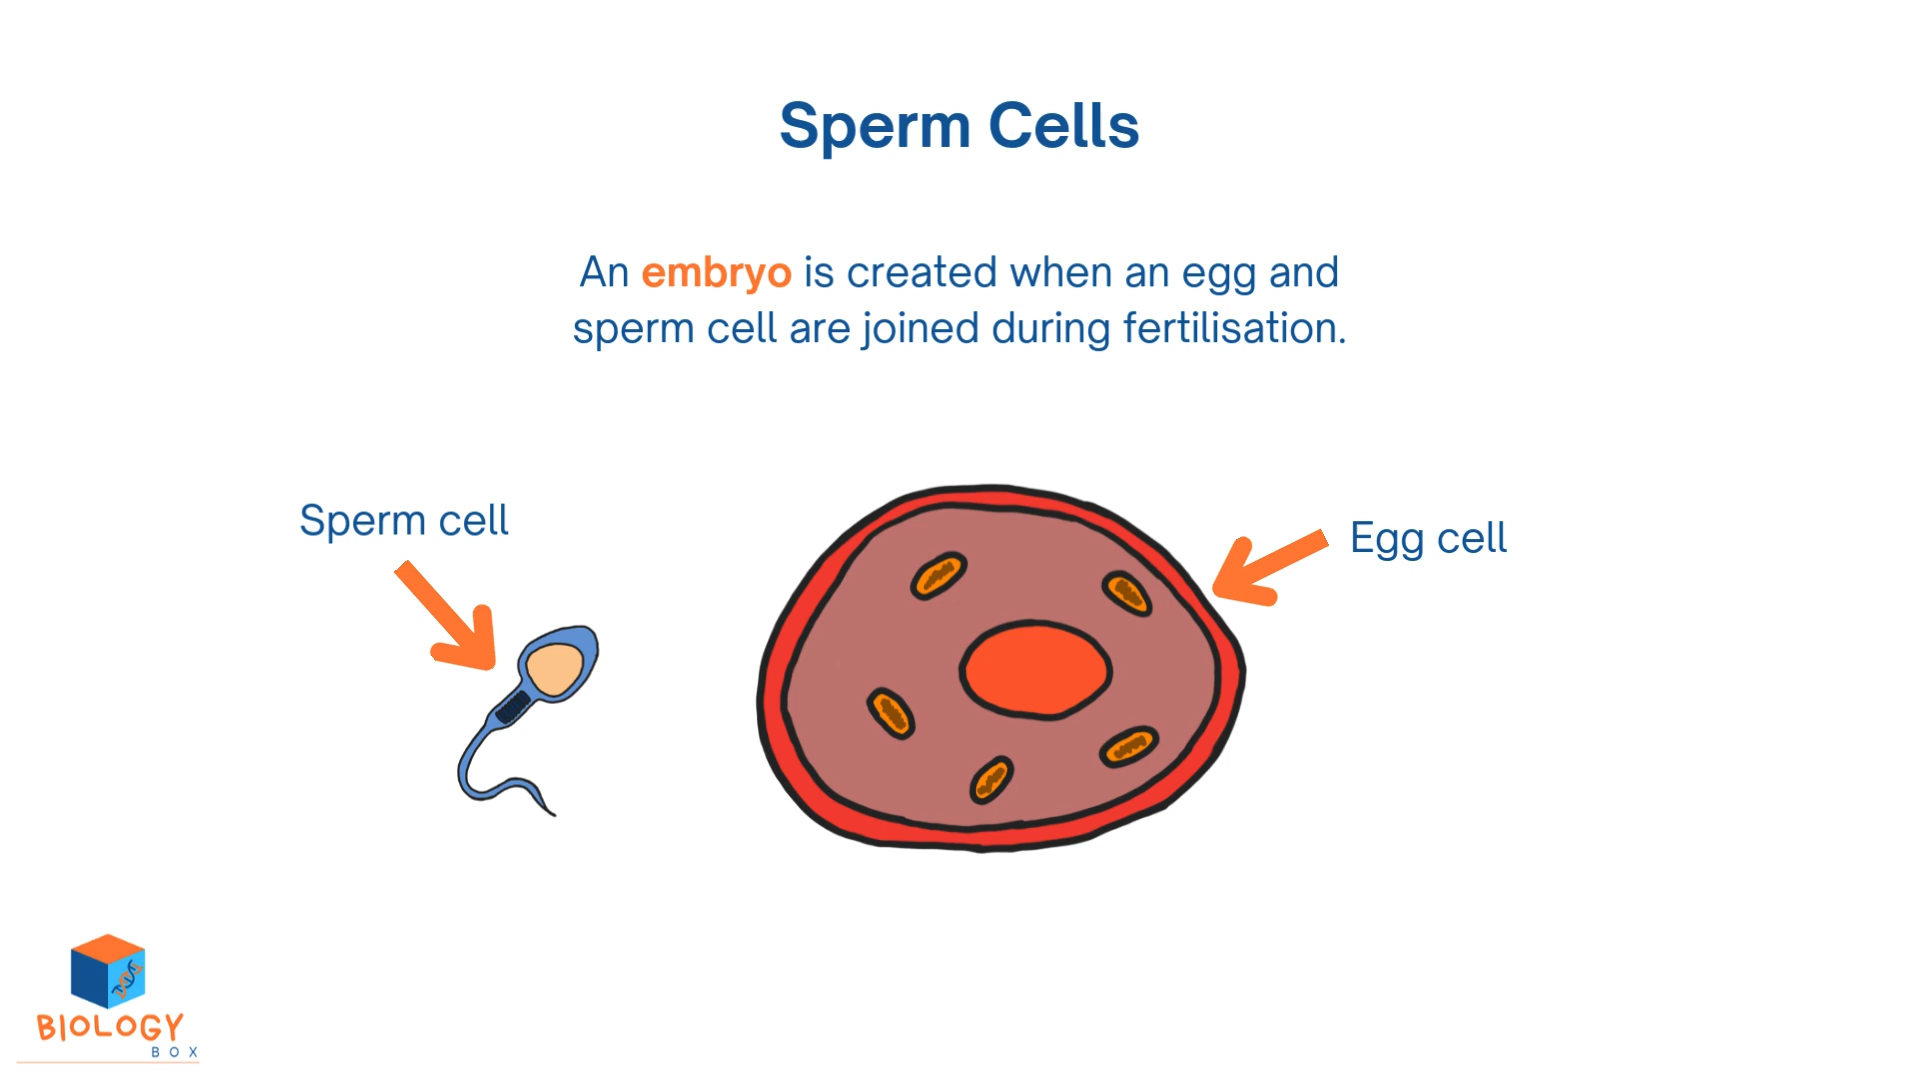 Sperm Cells
An embryo is created when an egg and
sperm cell are joined during fertilisation.
Sperm cell
Egg cell
BIOLOGY
BOX